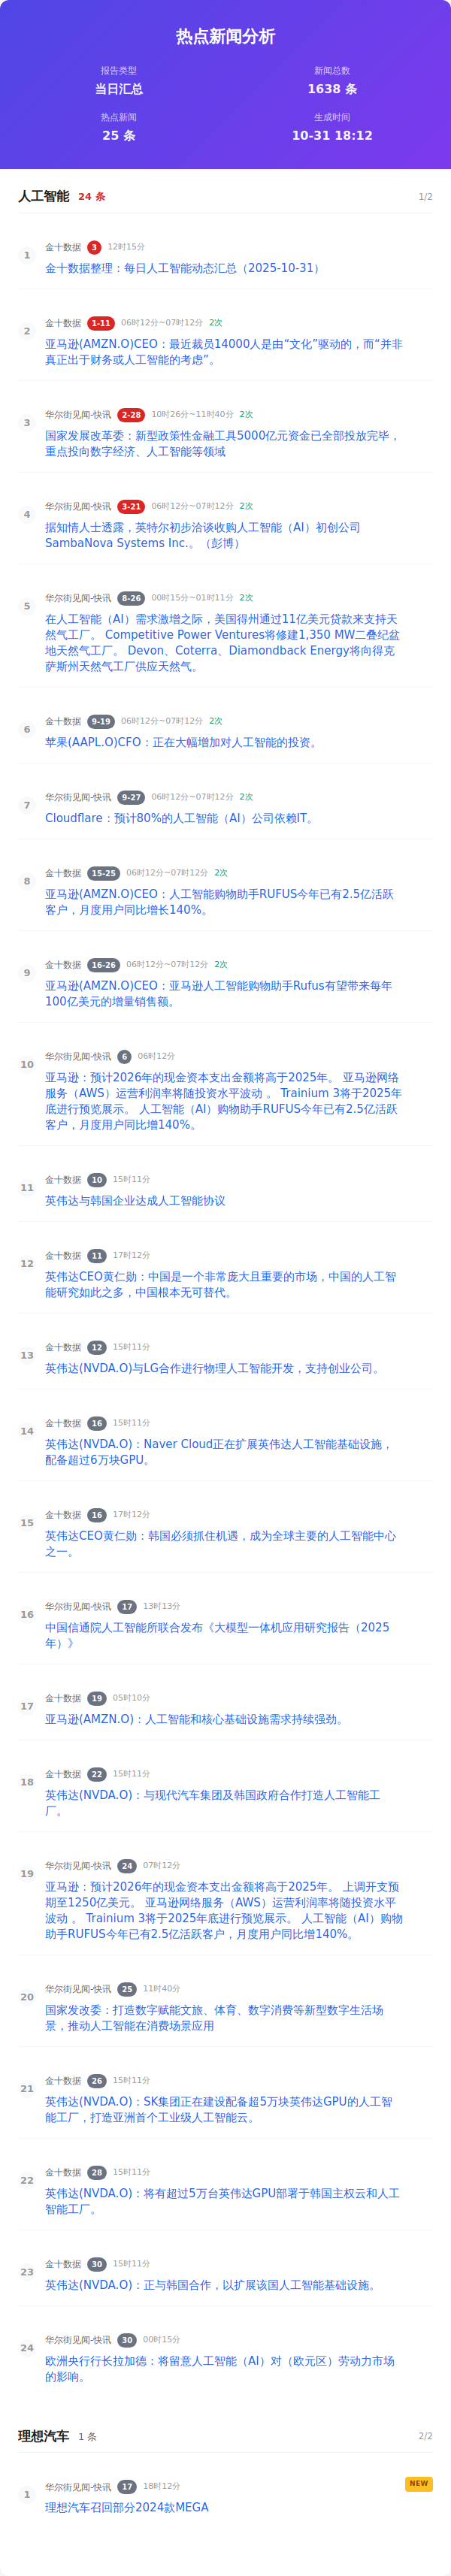 热点新闻分析
报告类型
当日汇总
新闻总数
1638 条
热点新闻
25 条
生成时间
10-31 18:12
人工智能 24 条 1/2
1
金十数据 3 12时15分
金十数据整理：每日人工智能动态汇总（2025-10-31）
2
金十数据 1-11 06时12分~07时12分 2次
亚马逊(AMZN.O)CEO：最近裁员14000人是由“文化”驱动的，而“并非
真正出于财务或人工智能的考虑”。
3
华尔街见闻-快讯 2-28 10时26分~11时40分 2次
国家发展改革委：新型政策性金融工具5000亿元资金已全部投放完毕，
重点投向数字经济、人工智能等领域
4
华尔街见闻-快讯 3-21 06时12分~07时12分 2次
据知情人士透露，英特尔初步洽谈收购人工智能（AI）初创公司
SambaNova Systems Inc.。（彭博）
5
华尔街见闻-快讯 8-26 00时15分~01时11分 2次
在人工智能（AI）需求激增之际，美国得州通过11亿美元贷款来支持天
然气工厂。 Competitive Power Ventures将修建1,350 MW二叠纪盆
地天然气工厂。 Devon、Coterra、Diamondback Energy将向得克
萨斯州天然气工厂供应天然气。
6
金十数据 9-19 06时12分~07时12分 2次
苹果(AAPL.O)CFO：正在大幅增加对人工智能的投资。
7
华尔街见闻-快讯 9-27 06时12分~07时12分 2次
Cloudflare：预计80%的人工智能（AI）公司依赖IT。
8
金十数据 15-25 06时12分~07时12分 2次
亚马逊(AMZN.O)CEO：人工智能购物助手RUFUS今年已有2.5亿活跃
客户，月度用户同比增长140%。
9
金十数据 16-26 06时12分~07时12分 2次
亚马逊(AMZN.O)CEO：亚马逊人工智能购物助手Rufus有望带来每年
100亿美元的增量销售额。
10
华尔街见闻-快讯 6 06时12分
亚马逊：预计2026年的现金资本支出金额将高于2025年。 亚马逊网络
服务（AWS）运营利润率将随投资水平波动 。 Trainium 3将于2025年
底进行预览展示。 人工智能（AI）购物助手RUFUS今年已有2.5亿活跃
客户，月度用户同比增140%。
11
金十数据 10 15时11分
英伟达与韩国企业达成人工智能协议
12
金十数据 11 17时12分
英伟达CEO黄仁勋：中国是一个非常庞大且重要的市场，中国的人工智
能研究如此之多，中国根本无可替代。
13
金十数据 12 15时11分
英伟达(NVDA.O)与LG合作进行物理人工智能开发，支持创业公司。
14
金十数据 16 15时11分
英伟达(NVDA.O)：Naver Cloud正在扩展英伟达人工智能基础设施，
配备超过6万块GPU。
15
金十数据 16 17时12分
英伟达CEO黄仁勋：韩国必须抓住机遇，成为全球主要的人工智能中心
之一。
16
华尔街见闻-快讯 17 13时13分
中国信通院人工智能所联合发布《大模型一体机应用研究报告（2025
年）》
17
金十数据 19 05时10分
亚马逊(AMZN.O)：人工智能和核心基础设施需求持续强劲。
18
金十数据 22 15时11分
英伟达(NVDA.O)：与现代汽车集团及韩国政府合作打造人工智能工
厂。
19
华尔街见闻-快讯 24 07时12分
亚马逊：预计2026年的现金资本支出金额将高于2025年。 上调开支预
期至1250亿美元。 亚马逊网络服务（AWS）运营利润率将随投资水平
波动 。 Trainium 3将于2025年底进行预览展示。 人工智能（AI）购物
助手RUFUS今年已有2.5亿活跃客户，月度用户同比增140%。
20
华尔街见闻-快讯 25 11时40分
国家发改委：打造数字赋能文旅、体育、数字消费等新型数字生活场
景，推动人工智能在消费场景应用
21
金十数据 26 15时11分
英伟达(NVDA.O)：SK集团正在建设配备超5万块英伟达GPU的人工智
能工厂，打造亚洲首个工业级人工智能云。
22
金十数据 28 15时11分
英伟达(NVDA.O)：将有超过5万台英伟达GPU部署于韩国主权云和人工
智能工厂。
23
金十数据 30 15时11分
英伟达(NVDA.O)：正与韩国合作，以扩展该国人工智能基础设施。
24
华尔街见闻-快讯 30 00时15分
欧洲央行行长拉加德：将留意人工智能（AI）对（欧元区）劳动力市场
的影响。
理想汽车 1 条 2/2
1
华尔街见闻-快讯 17 18时12分 NEW
理想汽车召回部分2024款MEGA